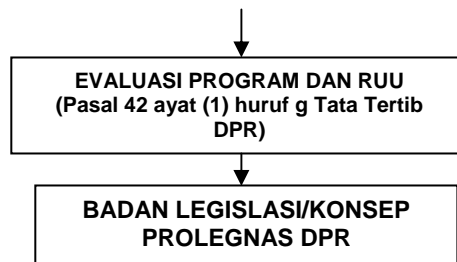 EVALUASI PROGRAM DAN RUU
(Pasal 42 ayat (1) huruf g Tata Tertib
DPR)
BADAN LEGISLASI/KONSEP
PROLEGNAS DPR